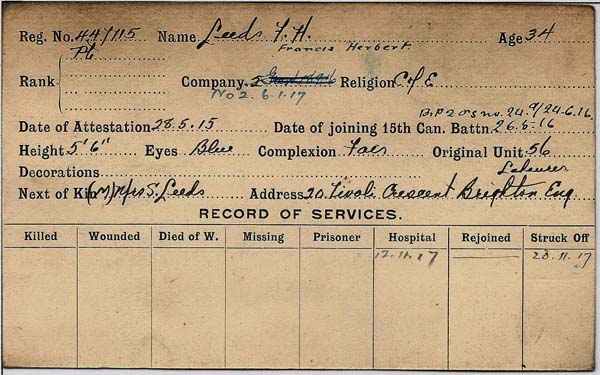 Reg. No. 447115 Name Leeds F. H. Age 34
Francis Herbert
Pte
Rank Company 2 Religion C of E
No 2. 6.1.17
B.P 2 O's no. 24 9/24.6.16.
Date of Attestation 28.5.15 Date of joining 15th Can. Battn 26.6.16
Height 5'6" Eyes Blue Complexion Fair Original Unit 56
Decorations Labourer
Next of Kin (M) Mrs S. Leeds Address 20 Tivoli Crescent Brighton Eng
RECORD OF SERVICES.
Killed Wounded Died of W. Missing Prisoner Hospital Rejoined Struck Off
12.11.17 28.11.17